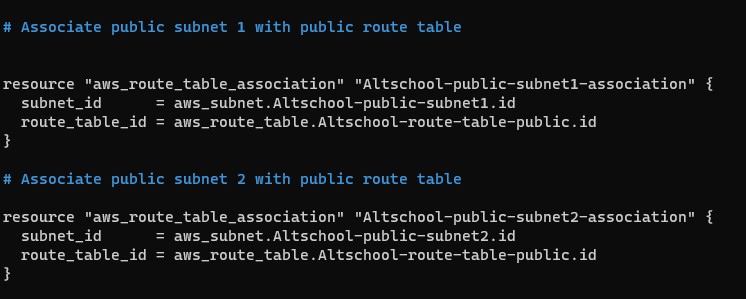 # Associate public subnet 1 with public route table
resource "aws_route_table_association" "Altschool-public-subnet1-association" {
  subnet_id      = aws_subnet.Altschool-public-subnet1.id
  route_table_id = aws_route_table.Altschool-route-table-public.id
}
# Associate public subnet 2 with public route table
resource "aws_route_table_association" "Altschool-public-subnet2-association" {
  subnet_id      = aws_subnet.Altschool-public-subnet2.id
  route_table_id = aws_route_table.Altschool-route-table-public.id
}